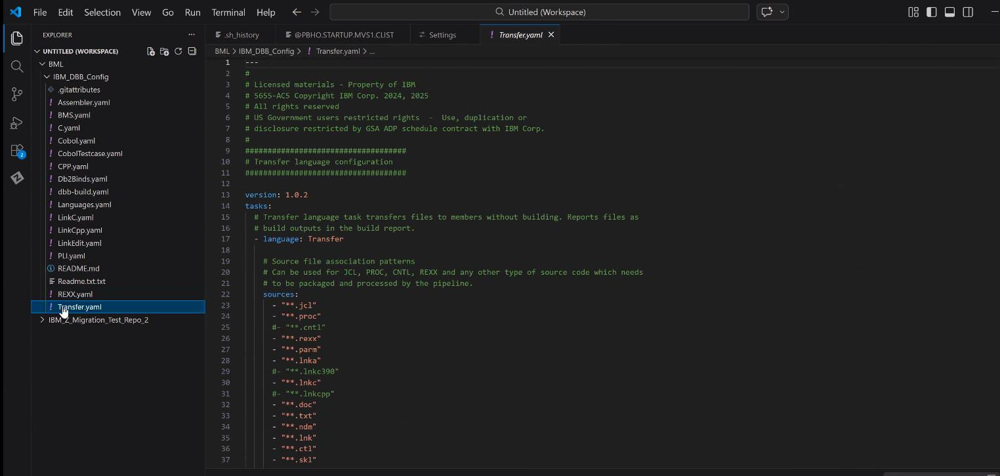 File Edit Selection View Go Run Terminal Help
Untitled (Workspace)
EXPLORER
UNTITLED (WORKSPACE)
BML
IBM_DBB_Config
.gitattributes
! Assembler.yaml
! BMS.yaml
! C.yaml
! Cobol.yaml
! CobolTestcase.yaml
! CPP.yaml
! Db2Binds.yaml
! dbb-build.yaml
! Languages.yaml
! LinkC.yaml
! LinkCpp.yaml
! LinkEdit.yaml
! PLI.yaml
README.md
Readme.txt.txt
! REXX.yaml
! Transfer.yaml
IBM_Z_Migration_Test_Repo_2
2
.sh_history @PBHO.STARTUP.MVS1.CLIST Settings ! Transfer.yaml
BML > IBM_DBB_Config > ! Transfer.yaml > ...
1 ---
2 #
3 # Licensed materials - Property of IBM
4 # 5655-AC5 Copyright IBM Corp. 2024, 2025
5 # All rights reserved
6 # US Government users restricted rights  -  Use, duplication or
7 # disclosure restricted by GSA ADP schedule contract with IBM Corp.
8 #
9 ####################################
10 # Transfer language configuration
11 ####################################
12
13 version: 1.0.2
14 tasks:
15 # Transfer language task transfers files to members without building. Reports files as
16 # build outputs in the build report.
17 - language: Transfer
18
19 # Source file association patterns
20 # Can be used for JCL, PROC, CNTL, REXX and any other type of source code which needs
21 # to be packaged and processed by the pipeline.
22 sources:
23 - "**.jcl"
24 - "**.proc"
25 #- "**.cntl"
26 - "**.rexx"
27 - "**.parm"
28 - "**.lnka"
29 #- "**.lnkc390"
30 - "**.lnkc"
31 #- "**.lnkcpp"
32 - "**.doc"
33 - "**.txt"
34 - "**.ndm"
35 - "**.lnk"
36 - "**.ctl"
37 - "**.skl"